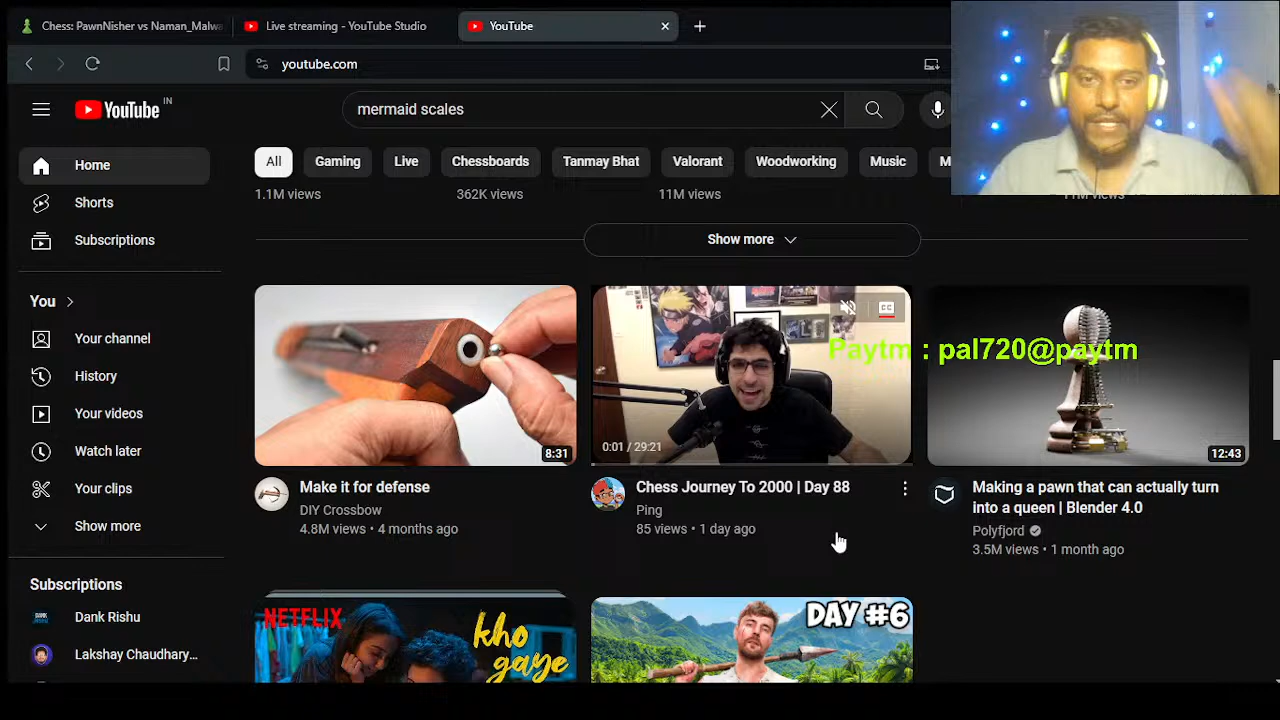 Chess: PawnNisher vs Naman_Malwa
Live streaming - YouTube Studio
YouTube
youtube.com
YouTube IN
mermaid scales
All Gaming Live Chessboards Tanmay Bhat Valorant Woodworking Music M
1.1M views 362K views 11M views
Show more
Home
Shorts
Subscriptions
You
Your channel
History
Your videos
Watch later
Your clips
Show more
Subscriptions
Dank Rishu
Lakshay Chaudhary...
8:31
Make it for defense
DIY Crossbow
4.8M views • 4 months ago
CC
0:01 / 29:21
Chess Journey To 2000 | Day 88
Ping
85 views • 1 day ago
Paytm : pal720@paytm
12:43
Making a pawn that can actually turn
into a queen | Blender 4.0
Polyfjord
3.5M views • 1 month ago
NETFLIX
kho
gaye
DAY #6